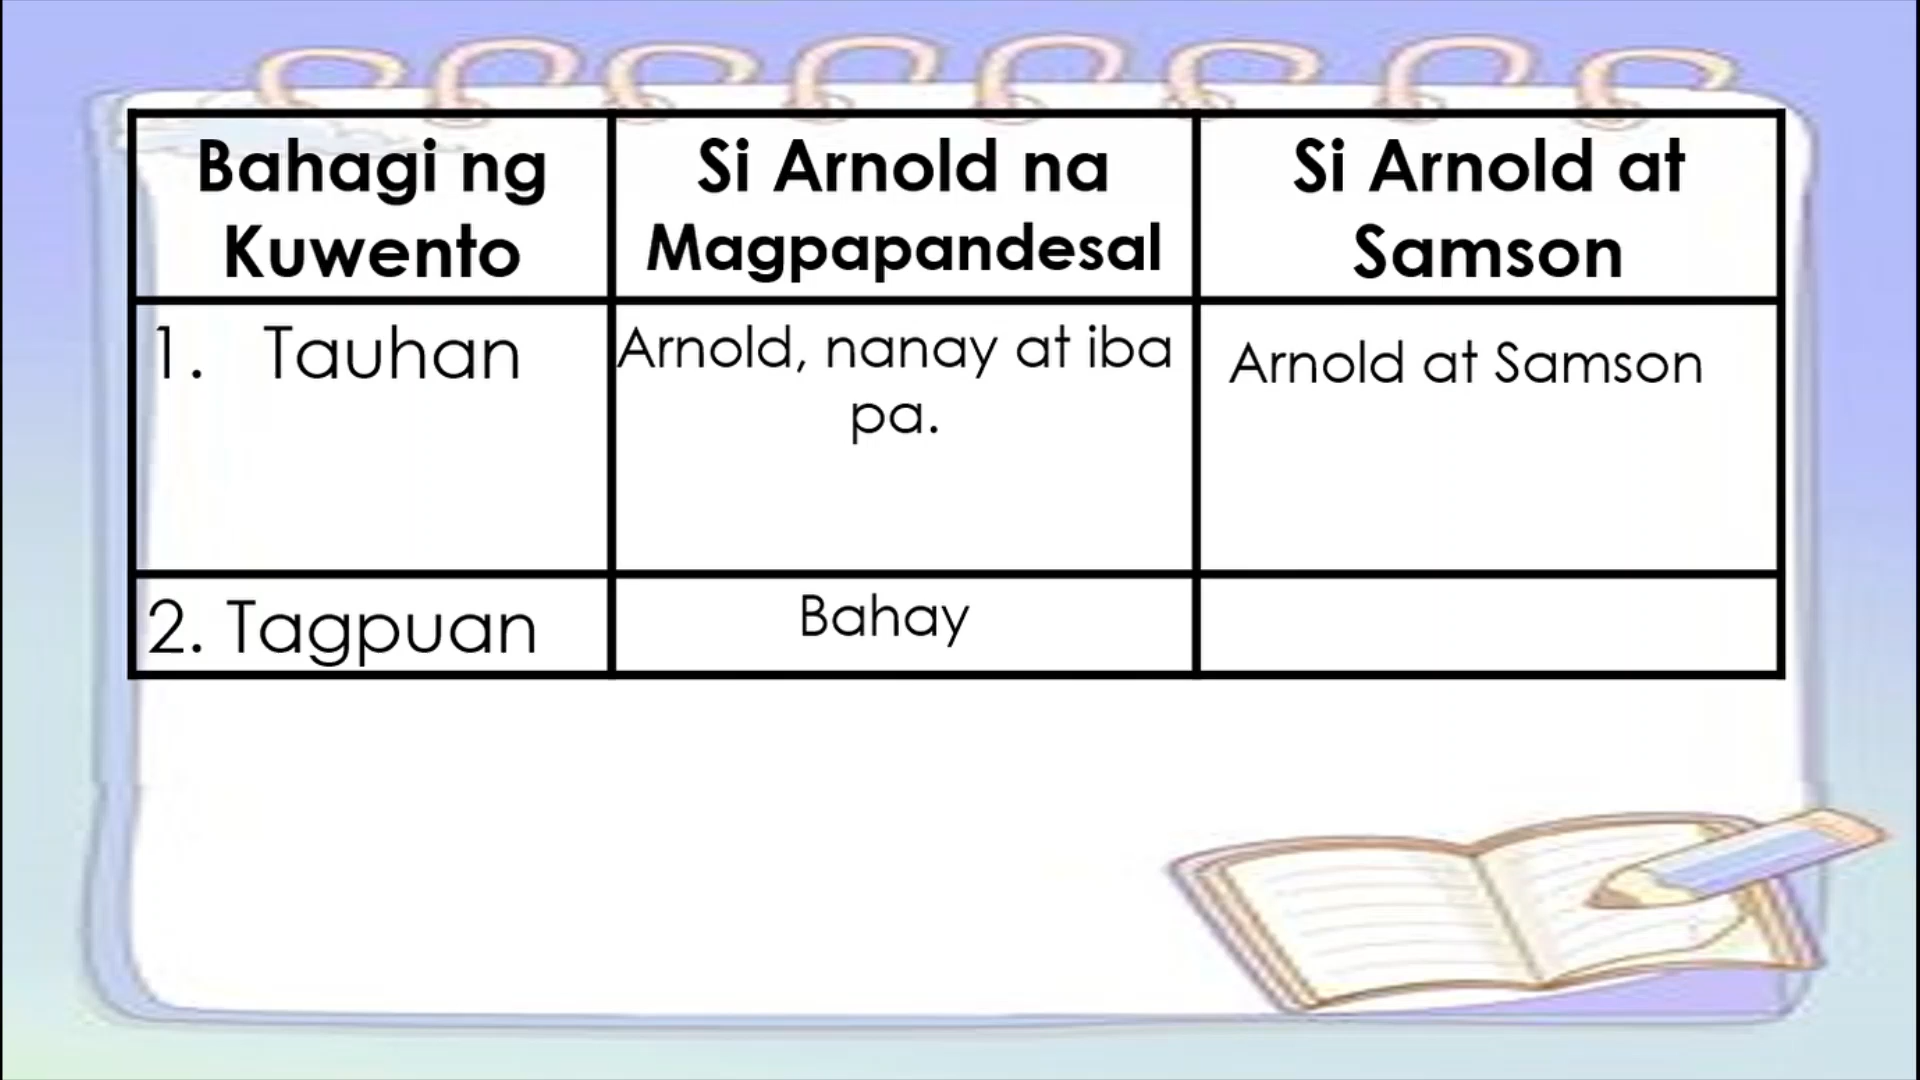 Bahagi ng
Kuwento
Si Arnold na
Magpapandesal
Si Arnold at
Samson
1. Tauhan
Arnold, nanay at iba
pa.
Arnold at Samson
2. Tagpuan
Bahay